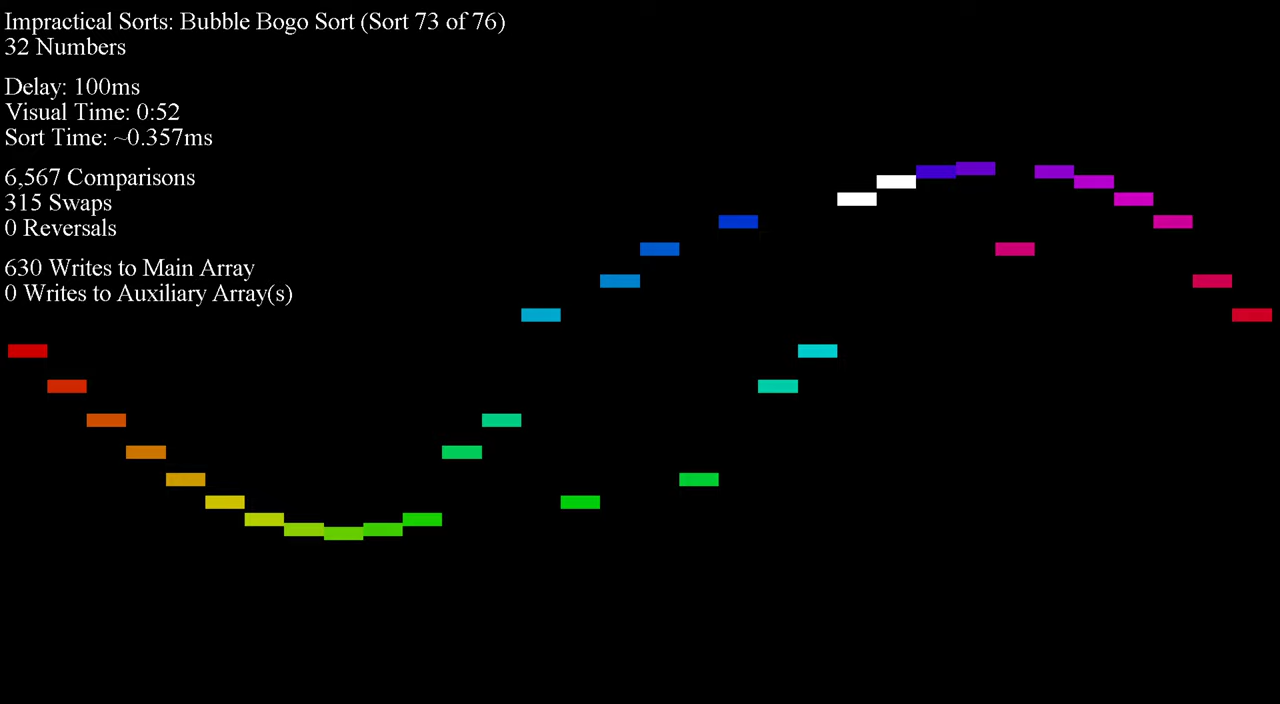 Impractical Sorts: Bubble Bogo Sort (Sort 73 of 76)
32 Numbers
Delay: 100ms
Visual Time: 0:52
Sort Time: ~0.357ms
6,567 Comparisons
315 Swaps
0 Reversals
630 Writes to Main Array
0 Writes to Auxiliary Array(s)